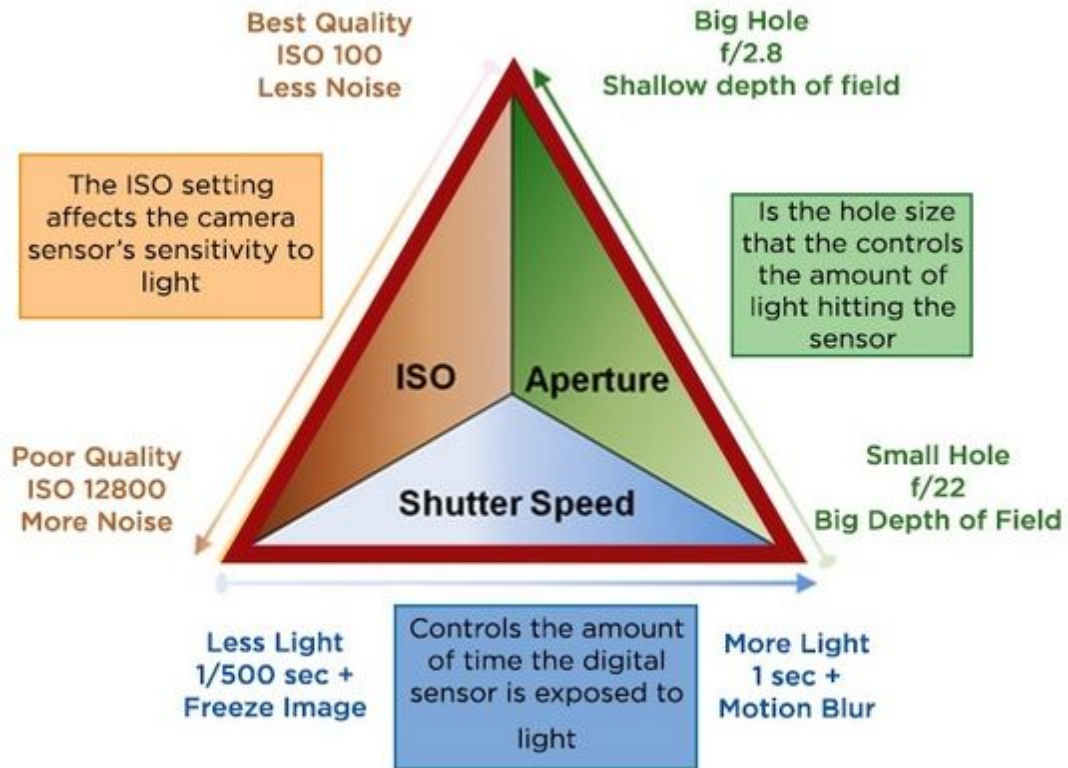 Best Quality
ISO 100
Less Noise
Big Hole
f/2.8
Shallow depth of field
The ISO setting
affects the camera
sensor's sensitivity to
light
Is the hole size
that the controls
the amount of
light hitting the
sensor
ISO
Aperture
Shutter Speed
Poor Quality
ISO 12800
More Noise
Small Hole
f/22
Big Depth of Field
Less Light
1/500 sec +
Freeze Image
Controls the amount
of time the digital
sensor is exposed to
light
More Light
1 sec +
Motion Blur